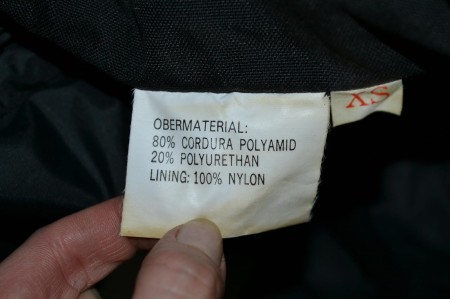 OBERMATERIAL:
80% CORDURA POLYAMID
20% POLYURETHAN
LINING: 100% NYLON
XS